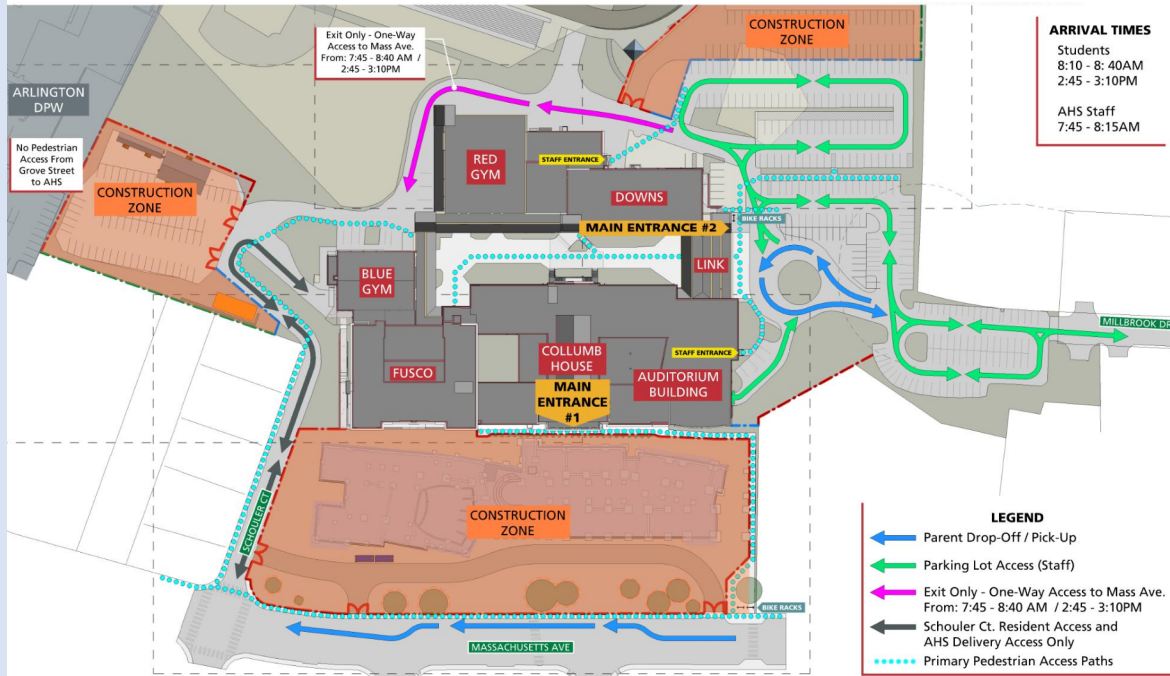 Exit Only - One-Way
Access to Mass Ave.
From: 7:45 - 8:40 AM /
2:45 - 3:10PM
CONSTRUCTION
ZONE
ARRIVAL TIMES
Students
8:10 - 8: 40AM
2:45 - 3:10PM
AHS Staff
7:45 - 8:15AM
ARLINGTON
DPW
No Pedestrian
Access From
Grove Street
to AHS
CONSTRUCTION
ZONE
RED
GYM
STAFF ENTRANCE
DOWNS
BIKE RACKS
MAIN ENTRANCE #2
LINK
BLUE
GYM
MILLBROOK DR
STAFF ENTRANCE
COLLUMB
HOUSE
FUSCO
AUDITORIUM
BUILDING
MAIN
ENTRANCE
#1
SCHOULER CT
CONSTRUCTION
ZONE
BIKE RACKS
MASSACHUSETTS AVE
LEGEND
Parent Drop-Off / Pick-Up
Parking Lot Access (Staff)
Exit Only - One-Way Access to Mass Ave.
From: 7:45 - 8:40 AM / 2:45 - 3:10PM
Schouler Ct. Resident Access and
AHS Delivery Access Only
Primary Pedestrian Access Paths